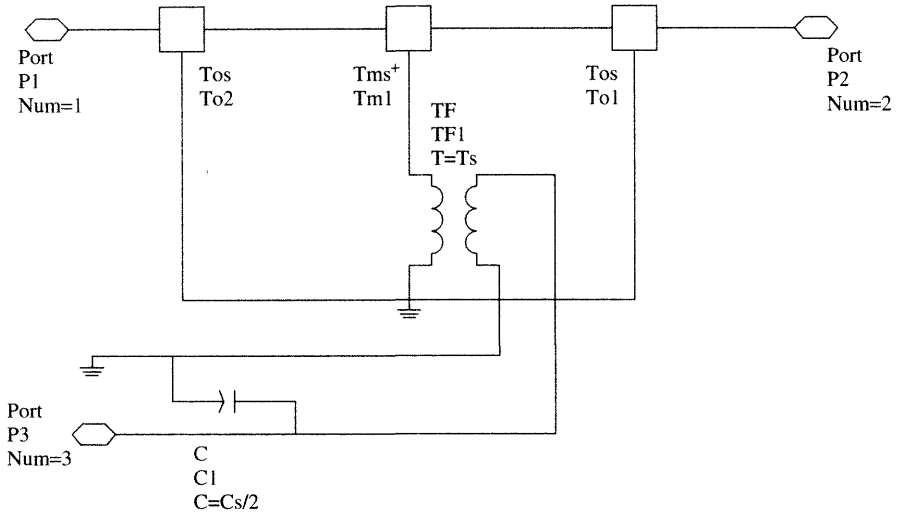 Port
P1
Num=1
Tos
To2
Tms+
Tm1
Tos
To1
Port
P2
Num=2
TF
TF1
T=Ts
Port
P3
Num=3
C
C1
C=Cs/2